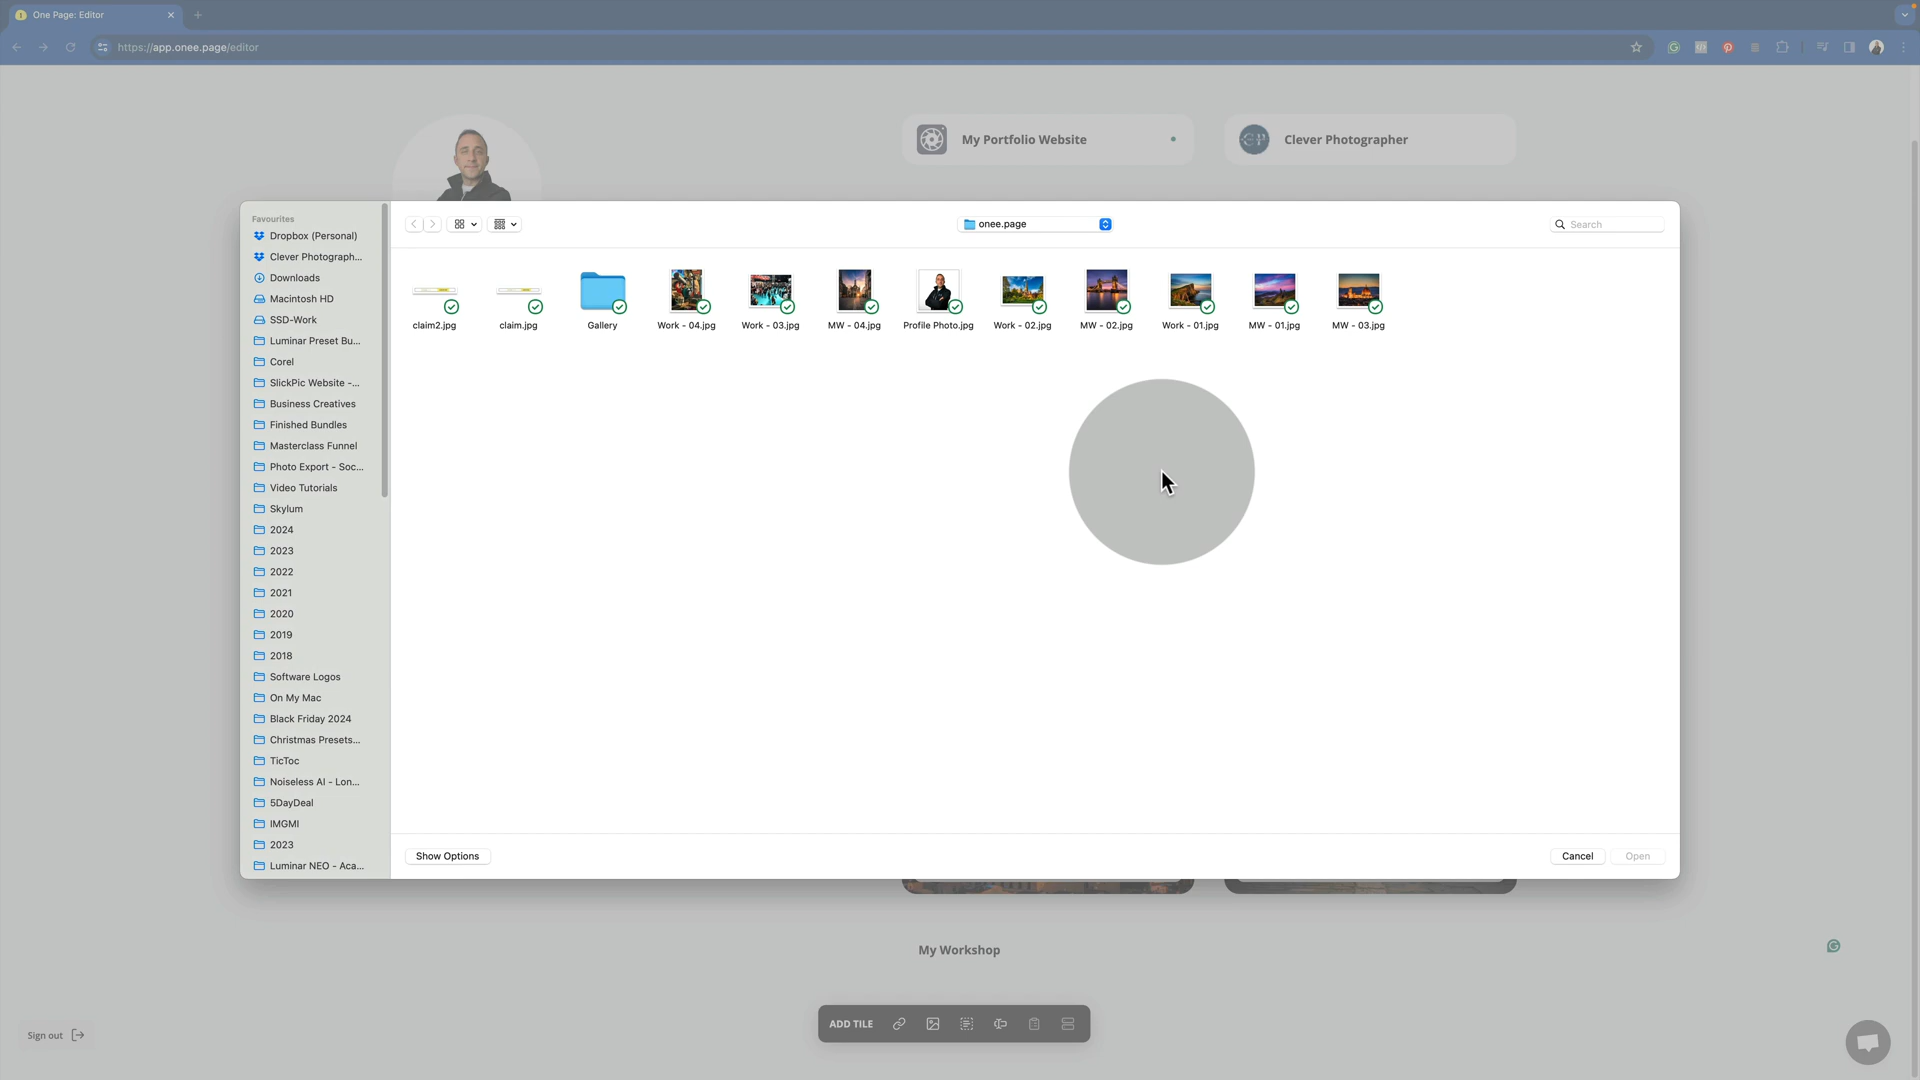 One Page: Editor
https://app.onee.page/editor
My Portfolio Website
Clever Photographer
Favourites
Dropbox (Personal)
Clever Photograph...
Downloads
Macintosh HD
SSD-Work
Luminar Preset Bu...
Corel
SlickPic Website -...
Business Creatives
Finished Bundles
Masterclass Funnel
Photo Export - Soc...
Video Tutorials
Skylum
2024
2023
2022
2021
2020
2019
2018
Software Logos
On My Mac
Black Friday 2024
Christmas Presets...
TicToc
Noiseless AI - Lon...
5DayDeal
IMGMI
2023
Luminar NEO - Aca...
onee.page
Search
claim2.jpg
claim.jpg
Gallery
Work - 04.jpg
Work - 03.jpg
MW - 04.jpg
Profile Photo.jpg
Work - 02.jpg
MW - 02.jpg
Work - 01.jpg
MW - 01.jpg
MW - 03.jpg
Show Options
Cancel
Open
My Workshop
ADD TILE
Sign out